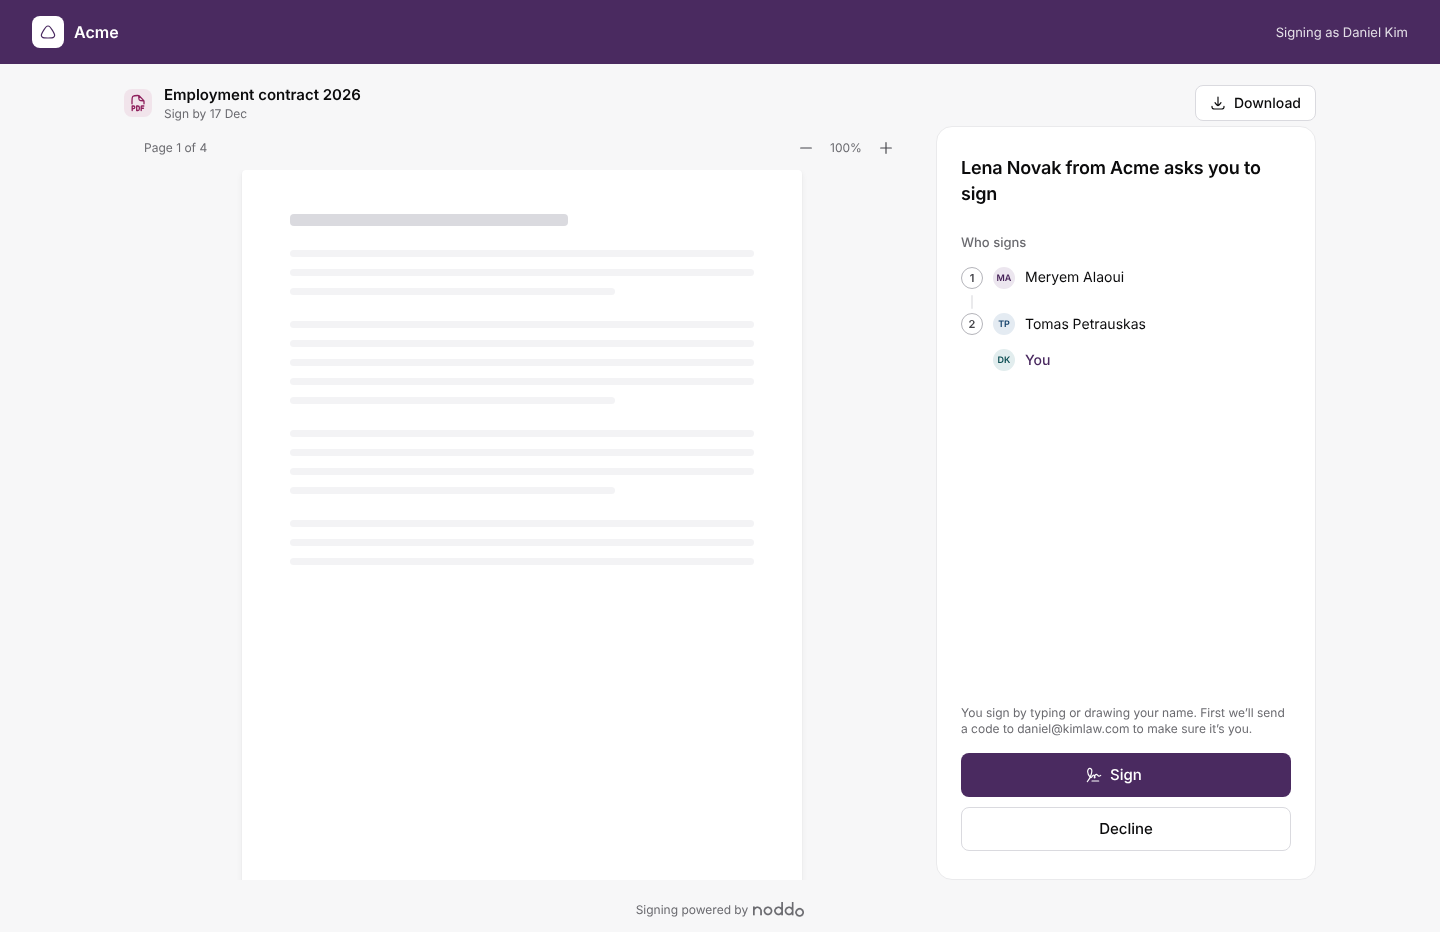 Acme
Signing as Daniel Kim
PDF
Employment contract 2026
Sign by 17 Dec
Download
Page 1 of 4
100%
Lena Novak from Acme asks you to
sign
Who signs
1 MA Meryem Alaoui
2 TP Tomas Petrauskas
DK You
You sign by typing or drawing your name. First we’ll send
a code to daniel@kimlaw.com to make sure it’s you.
Sign
Decline
Signing powered by noddo